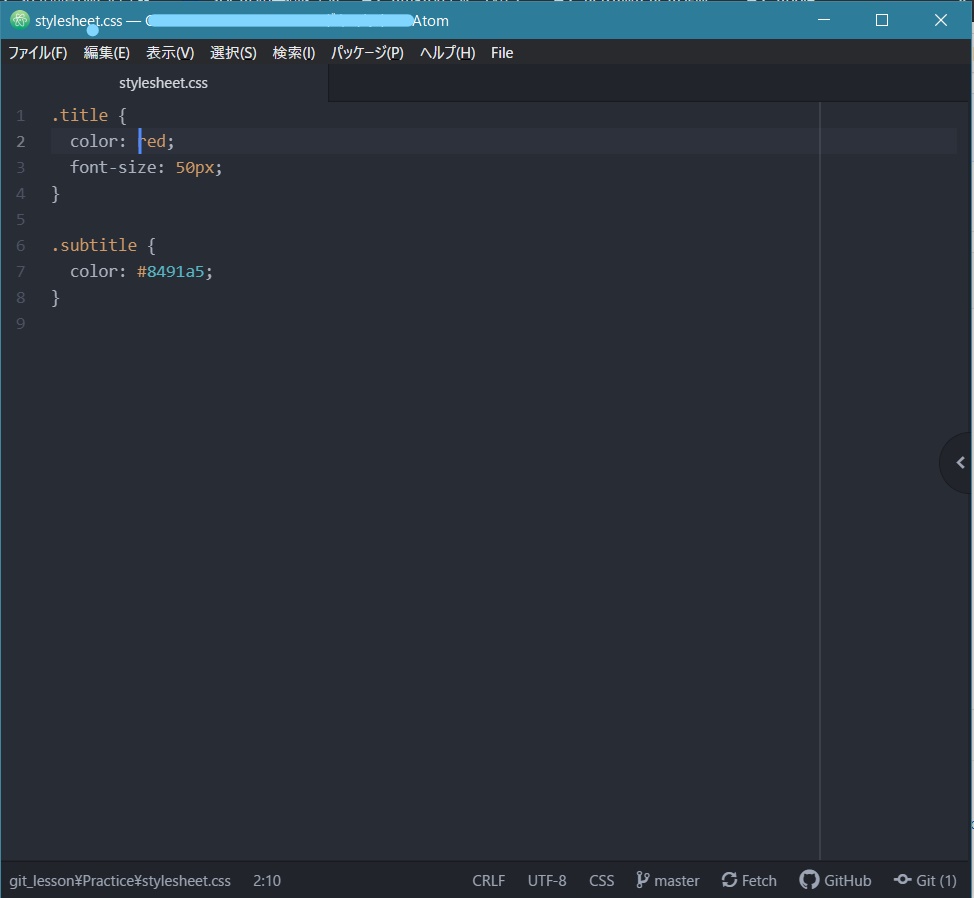 stylesheet.css — Atom
ファイル(F) 編集(E) 表示(V) 選択(S) 検索(I) パッケージ(P) ヘルプ(H) File
stylesheet.css
1 .title {
2   color: red;
3   font-size: 50px;
4 }
5
6 .subtitle {
7   color: #8491a5;
8 }
9
git_lesson¥Practice¥stylesheet.css 2:10 CRLF UTF-8 CSS master Fetch GitHub Git (1)